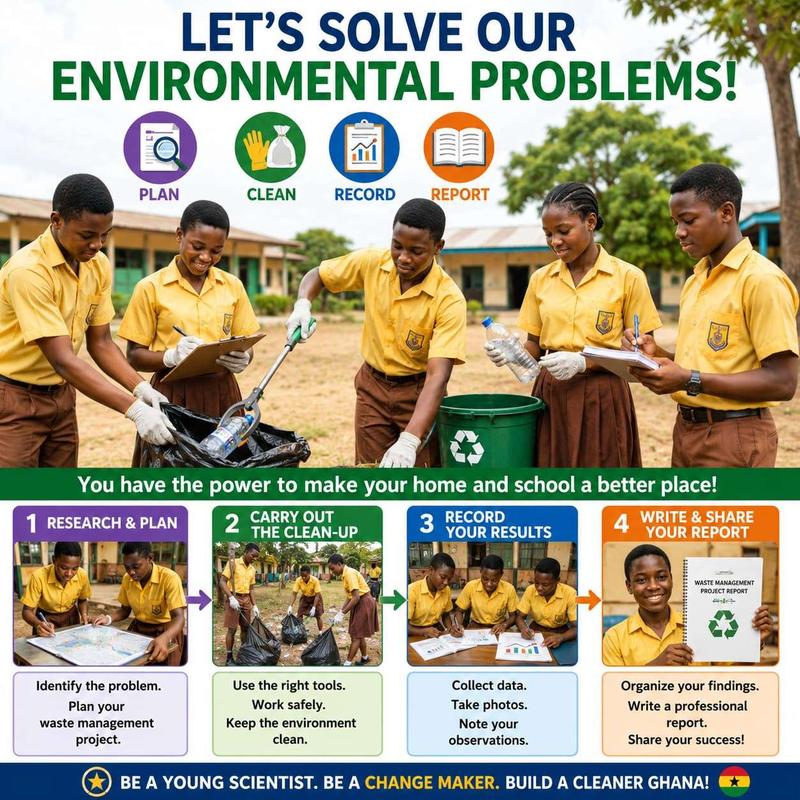 LET'S SOLVE OUR
ENVIRONMENTAL PROBLEMS!
PLAN
CLEAN
RECORD
REPORT
You have the power to make your home and school a better place!
1 RESEARCH & PLAN
Identify the problem.
Plan your
waste management
project.
2 CARRY OUT
THE CLEAN-UP
Use the right tools.
Work safely.
Keep the environment
clean.
3 RECORD
YOUR RESULTS
Collect data.
Take photos.
Note your
observations.
4 WRITE & SHARE
YOUR REPORT
WASTE MANAGEMENT
PROJECT REPORT
Organize your findings.
Write a professional
report.
Share your success!
BE A YOUNG SCIENTIST. BE A CHANGE MAKER. BUILD A CLEANER GHANA!